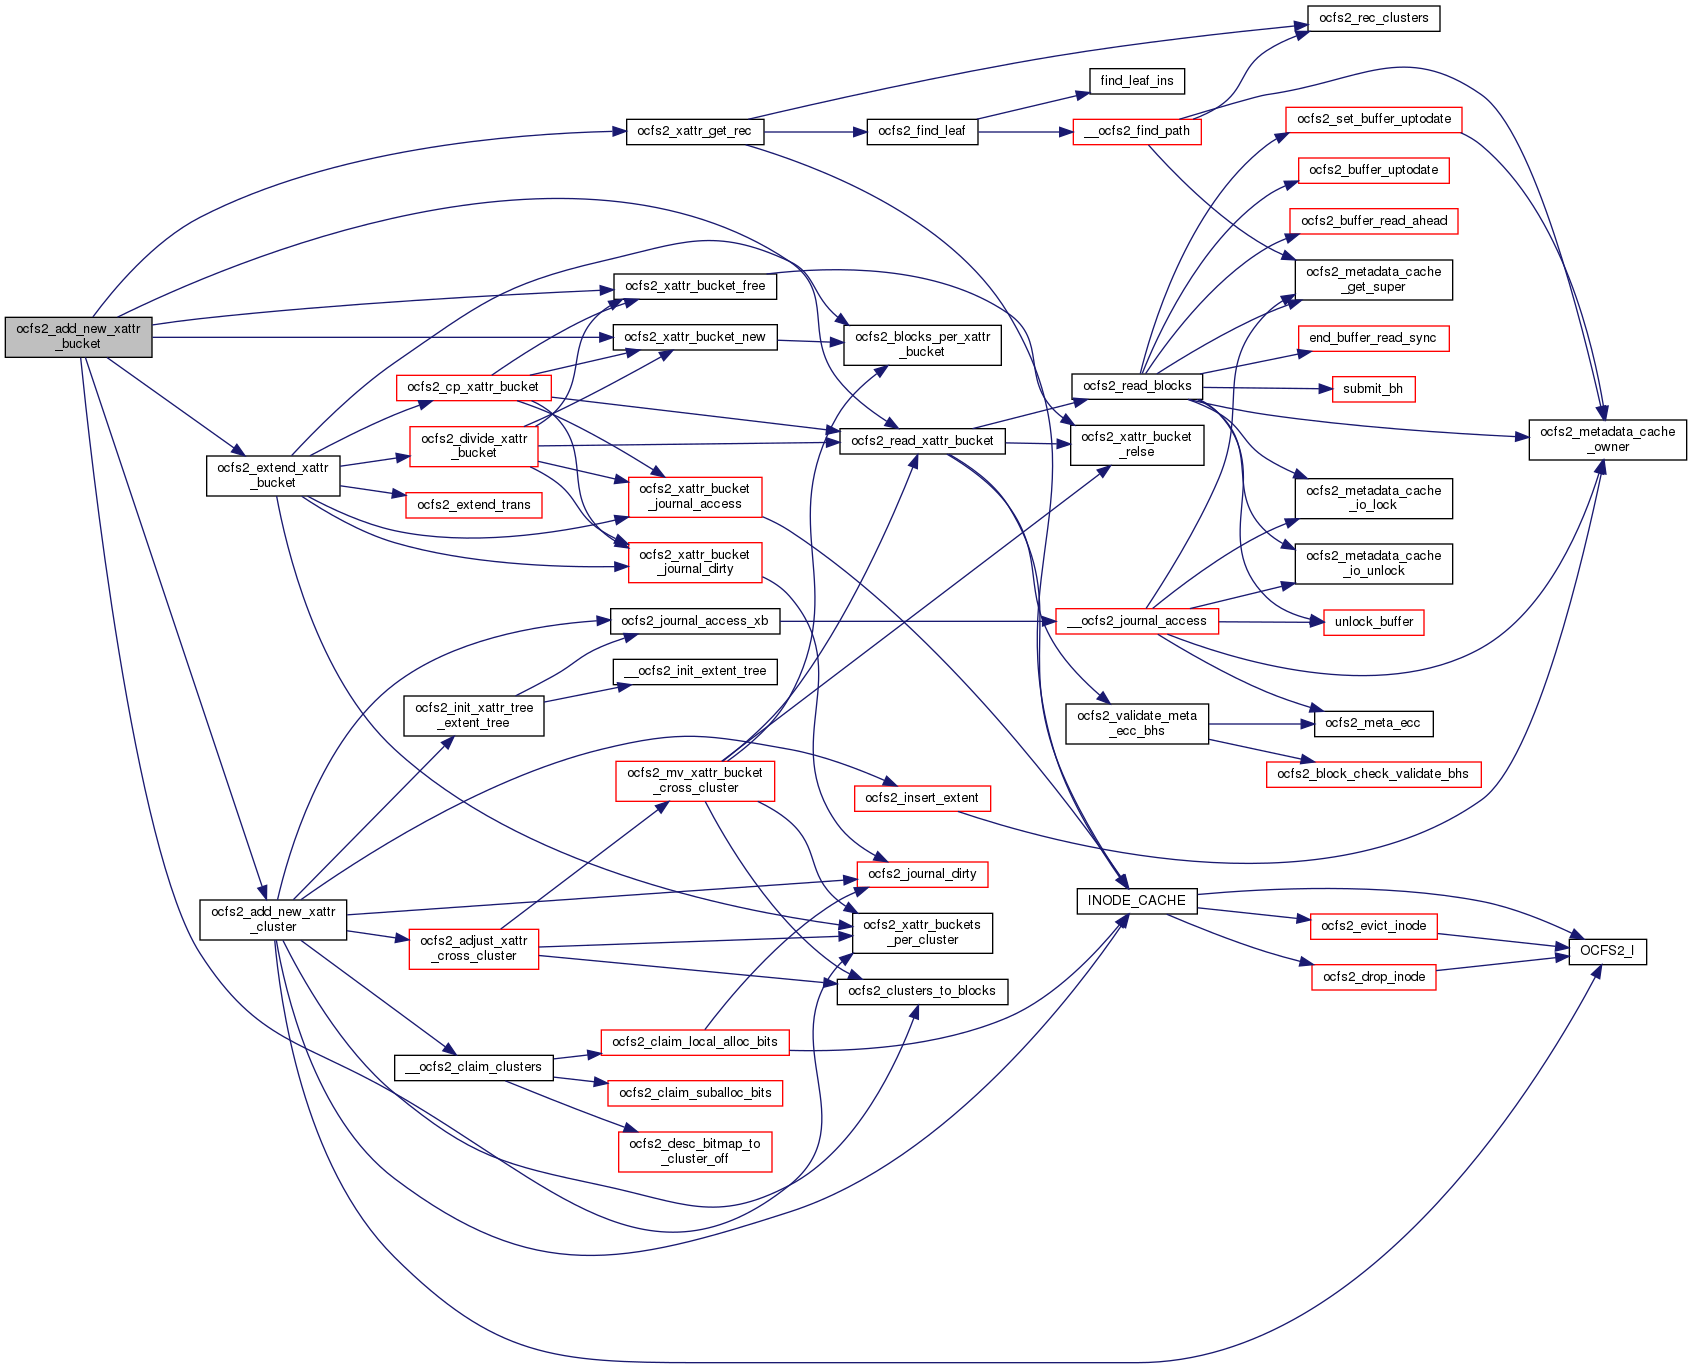 ocfs2_add_new_xattr
_bucket
ocfs2_extend_xattr
_bucket
ocfs2_add_new_xattr
_cluster
ocfs2_cp_xattr_bucket
ocfs2_divide_xattr
_bucket
ocfs2_extend_trans
ocfs2_init_xattr_tree
_extent_tree
ocfs2_adjust_xattr
_cross_cluster
__ocfs2_claim_clusters
ocfs2_xattr_get_rec
ocfs2_xattr_bucket_free
ocfs2_xattr_bucket_new
ocfs2_xattr_bucket
_journal_access
ocfs2_xattr_bucket
_journal_dirty
ocfs2_journal_access_xb
__ocfs2_init_extent_tree
ocfs2_mv_xattr_bucket
_cross_cluster
ocfs2_claim_local_alloc_bits
ocfs2_claim_suballoc_bits
ocfs2_desc_bitmap_to
_cluster_off
ocfs2_find_leaf
ocfs2_blocks_per_xattr
_bucket
ocfs2_read_xattr_bucket
ocfs2_insert_extent
ocfs2_journal_dirty
ocfs2_xattr_buckets
_per_cluster
ocfs2_clusters_to_blocks
find_leaf_ins
__ocfs2_find_path
ocfs2_read_blocks
ocfs2_xattr_bucket
_relse
__ocfs2_journal_access
ocfs2_validate_meta
_ecc_bhs
INODE_CACHE
ocfs2_rec_clusters
ocfs2_set_buffer_uptodate
ocfs2_buffer_uptodate
ocfs2_buffer_read_ahead
ocfs2_metadata_cache
_get_super
end_buffer_read_sync
submit_bh
ocfs2_metadata_cache
_io_lock
ocfs2_metadata_cache
_io_unlock
unlock_buffer
ocfs2_meta_ecc
ocfs2_block_check_validate_bhs
ocfs2_evict_inode
ocfs2_drop_inode
ocfs2_metadata_cache
_owner
OCFS2_I